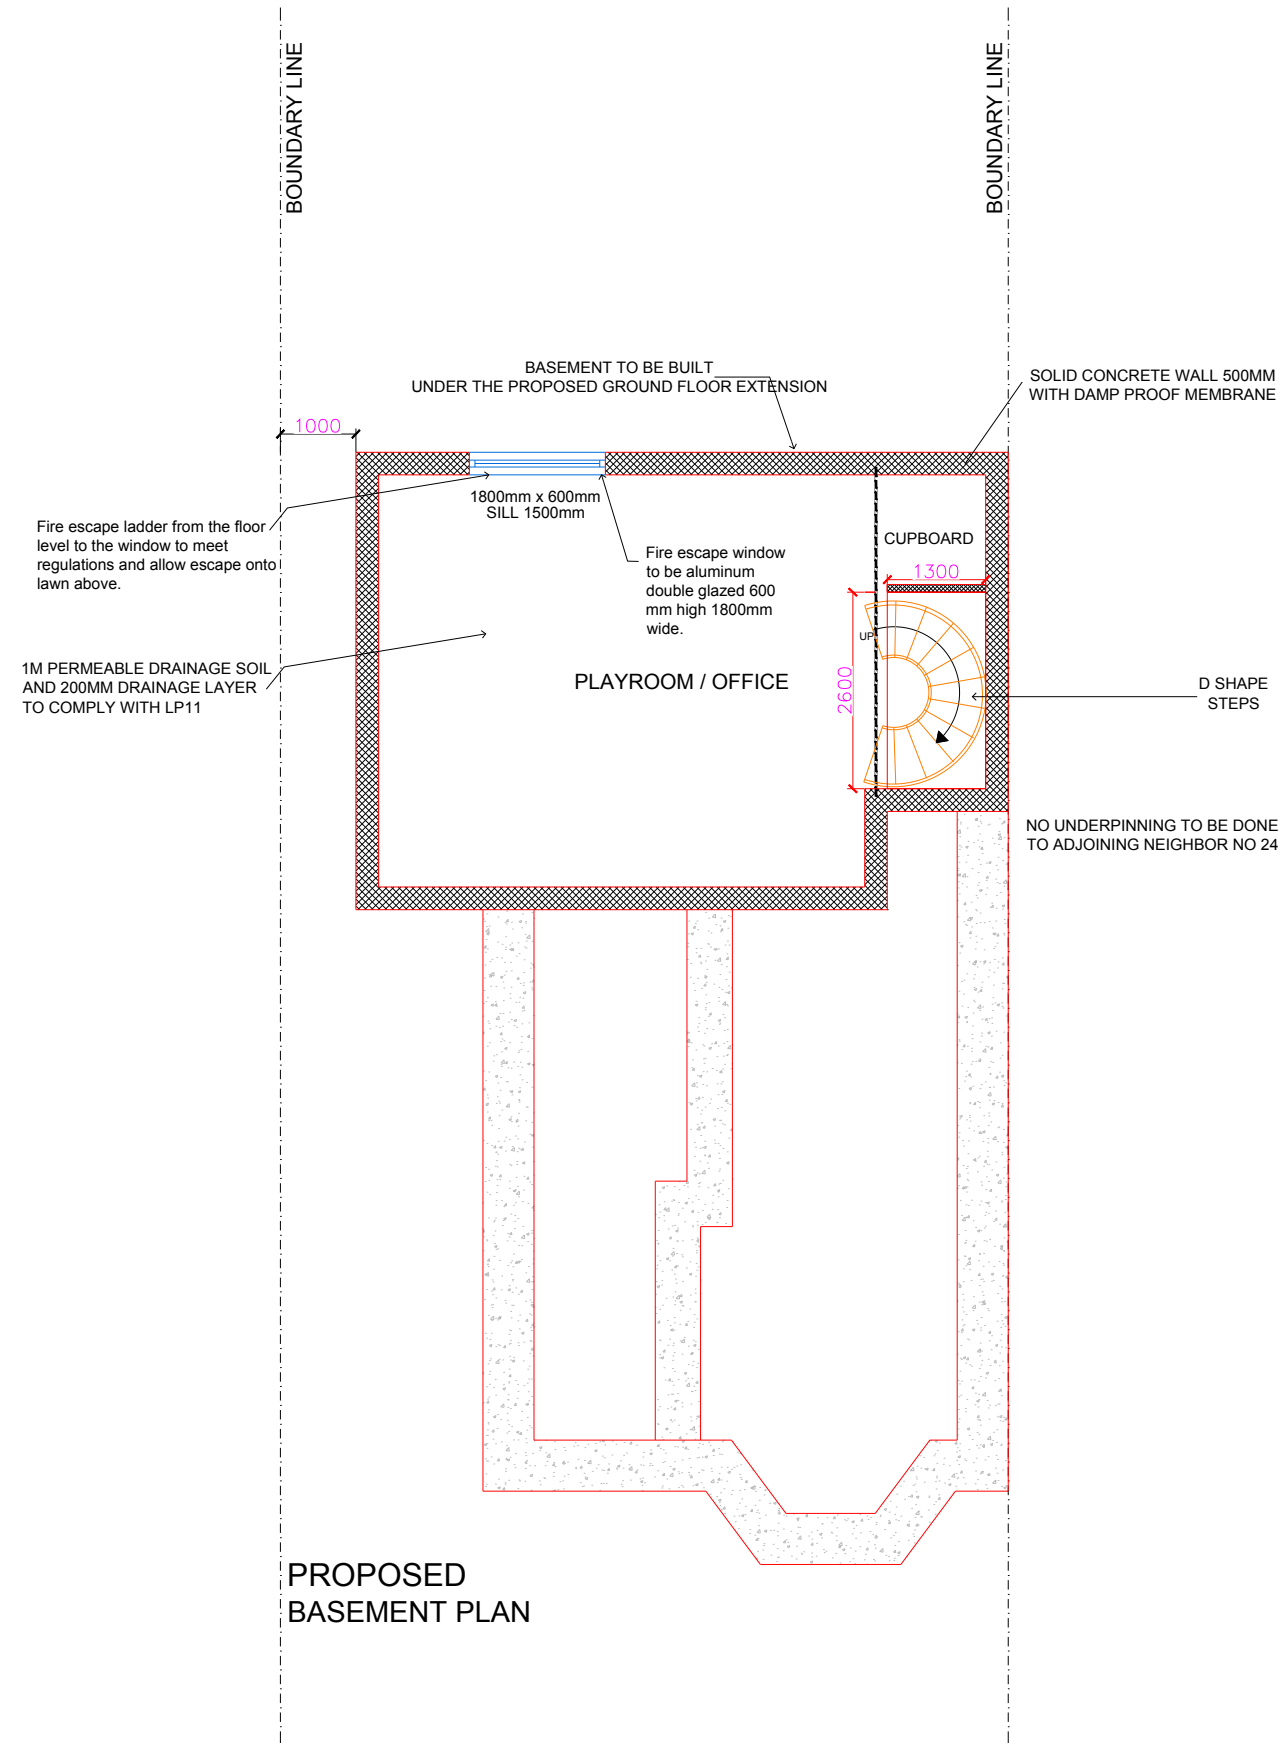 BOUNDARY LINE
BOUNDARY LINE
BASEMENT TO BE BUILT
UNDER THE PROPOSED GROUND FLOOR EXTENSION
SOLID CONCRETE WALL 500MM
WITH DAMP PROOF MEMBRANE
1000
1800mm x 600mm
SILL 1500mm
Fire escape ladder from the floor
level to the window to meet
regulations and allow escape onto
lawn above.
CUPBOARD
Fire escape window
to be aluminum
double glazed 600
mm high 1800mm
wide.
1300
UP
1M PERMEABLE DRAINAGE SOIL
AND 200MM DRAINAGE LAYER
TO COMPLY WITH LP11
PLAYROOM / OFFICE
2600
D SHAPE
STEPS
NO UNDERPINNING TO BE DONE
TO ADJOINING NEIGHBOR NO 24
PROPOSED
BASEMENT PLAN